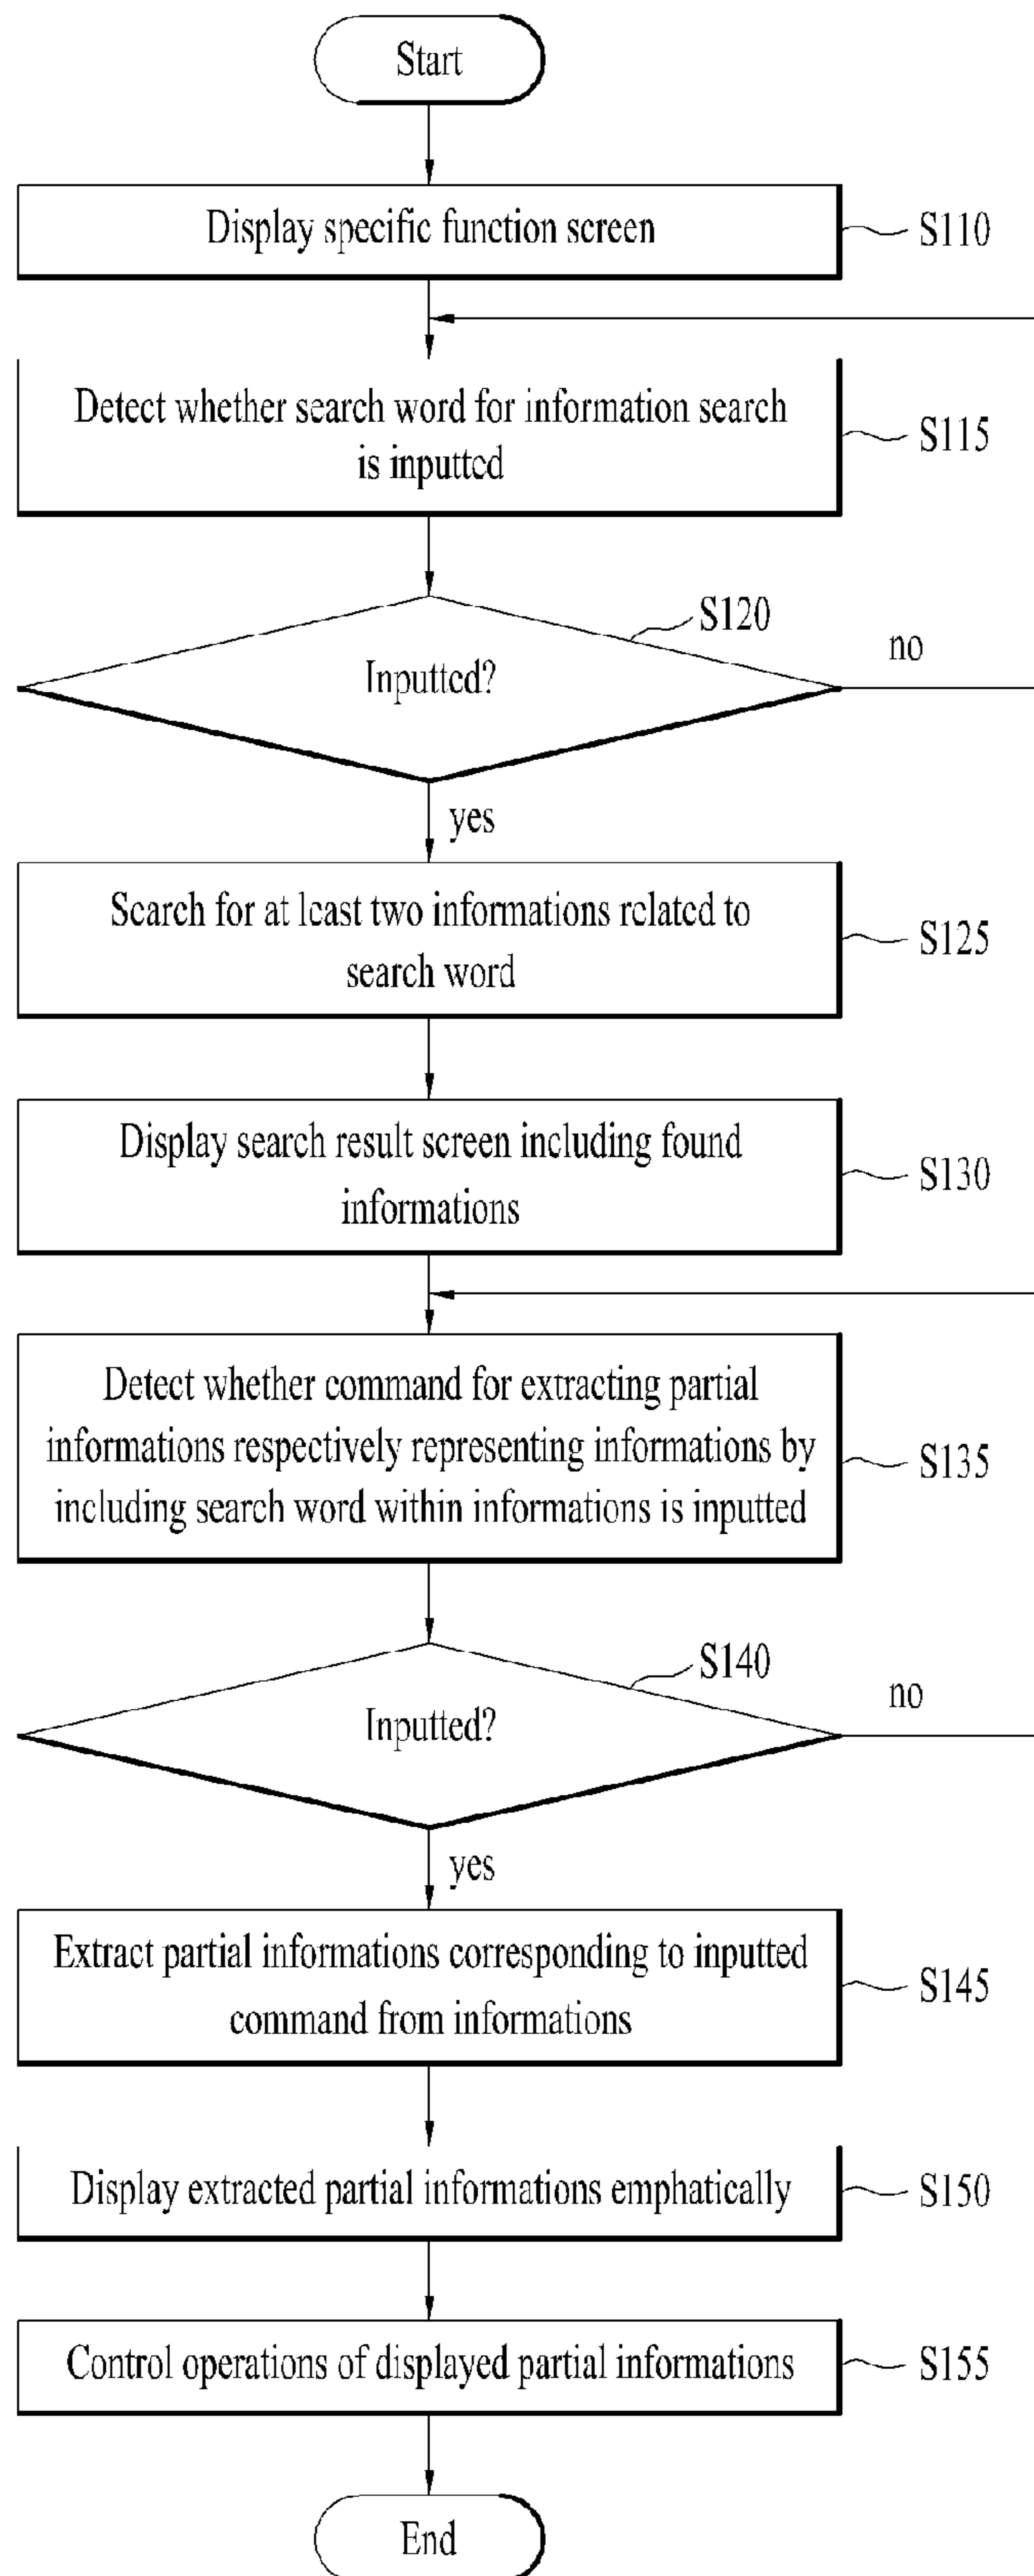 Start
Display specific function screen
S110
Detect whether search word for information search
is inputted
S115
S120
Inputted?
no
yes
Search for at least two informations related to
search word
S125
Display search result screen including found
informations
S130
Detect whether command for extracting partial
informations respectively representing informations by
including search word within informations is inputted
S135
S140
Inputted?
no
yes
Extract partial informations corresponding to inputted
command from informations
S145
Display extracted partial informations emphatically
S150
Control operations of displayed partial informations
S155
End